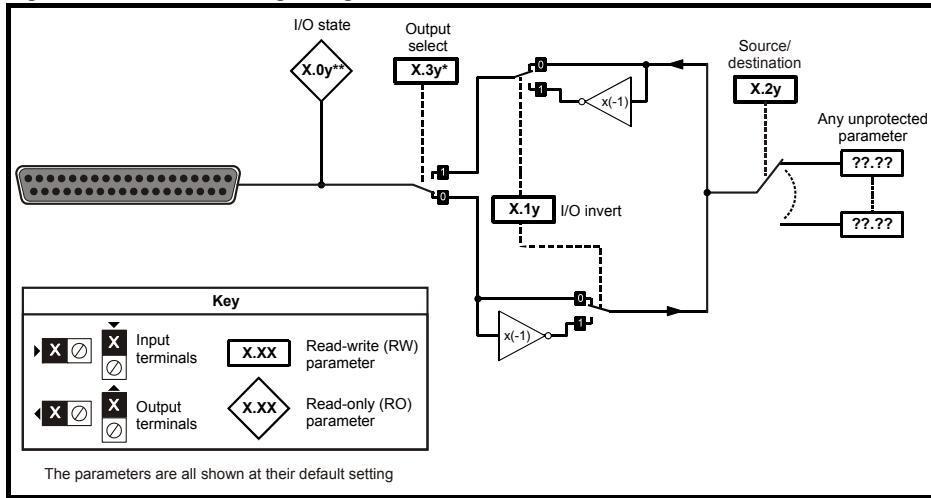 I/O state
X.0y**
Output
select
X.3y*
0
1
x(-1)
Source/
destination
X.2y
Any unprotected
parameter
??.??
??.??
1
0
X.1y
I/O invert
0
1
x(-1)
Key
X
X
Input
terminals
X.XX
Read-write (RW)
parameter
X
X
Output
terminals
X.XX
Read-only (RO)
parameter
The parameters are all shown at their default setting